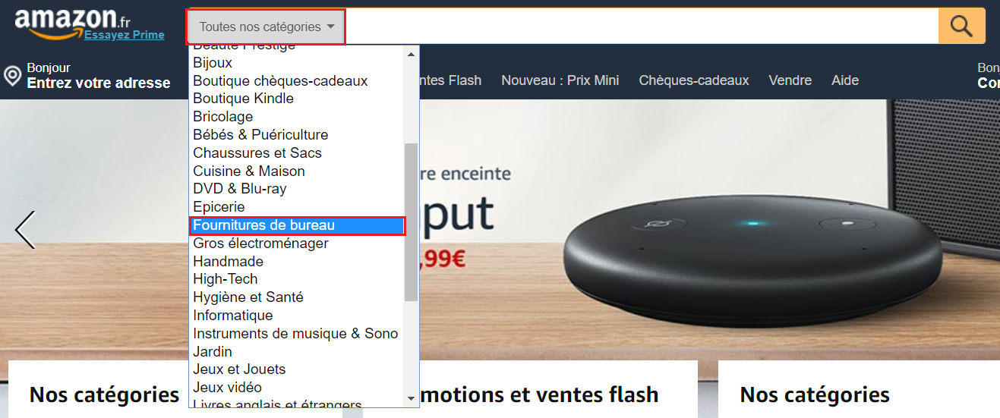 amazon.fr
Essayez Prime
Toutes nos catégories
Bonjour
Entrez votre adresse
Beauté Prestige
Bijoux
Boutique chèques-cadeaux
Boutique Kindle
Bricolage
Bébés & Puériculture
Chaussures et Sacs
Cuisine & Maison
DVD & Blu-ray
Epicerie
Fournitures de bureau
Gros électroménager
Handmade
High-Tech
Hygiène et Santé
Informatique
Instruments de musique & Sono
Jardin
Jeux et Jouets
Jeux vidéo
Livres anglais et étrangers
ntes Flash Nouveau : Prix Mini Chèques-cadeaux Vendre Aide
Bon
Co
re enceinte
put
,99€
Nos catégories
motions et ventes flash
Nos catégories